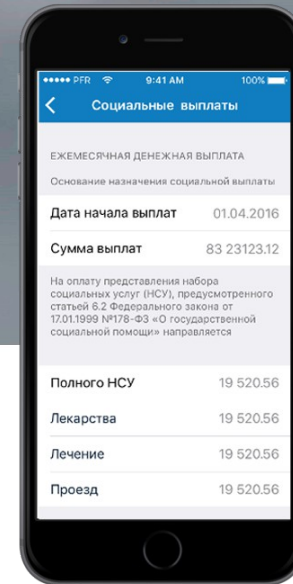 PFR 9:41 AM 100%
Социальные выплаты
ЕЖЕМЕСЯЧНАЯ ДЕНЕЖНАЯ ВЫПЛАТА
Основание назначения социальной выплаты
Дата начала выплат 01.04.2016
Сумма выплат 83 23123.12
На оплату представления набора
социальных услуг (НСУ), предусмотренного
статьей 6.2 Федерального закона от
17.01.1999 №178-ФЗ «О государственной
социальной помощи» направляется
Полного НСУ 19 520.56
Лекарства 19 520.56
Лечение 19 520.56
Проезд 19 520.56